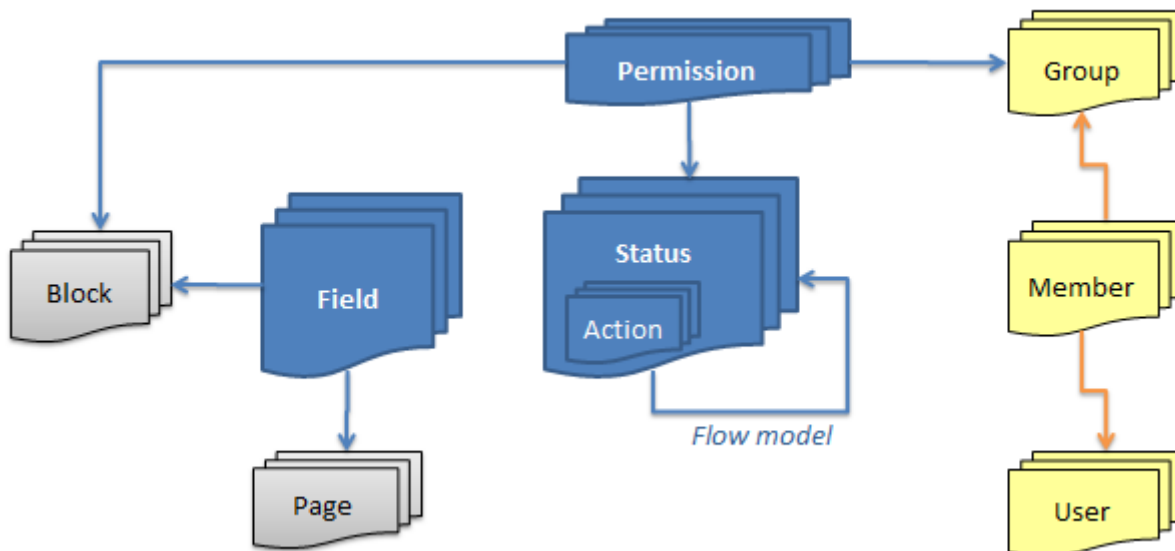 Permission
Group
Status
Block
Field
Action
Member
Flow model
Page
User